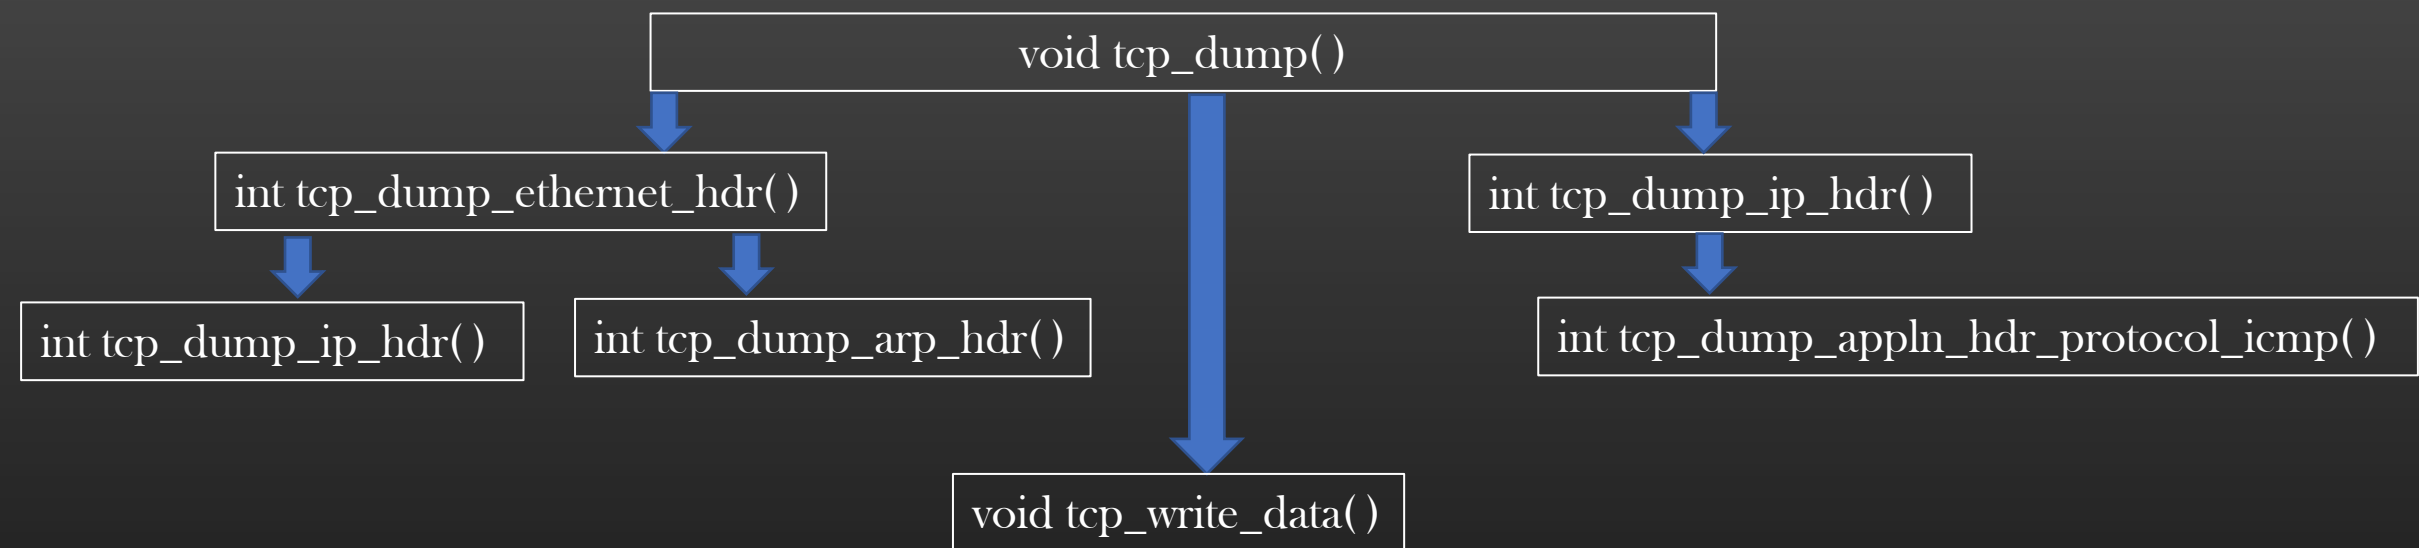 void tcp_dump( )
int tcp_dump_ethernet_hdr( )
int tcp_dump_ip_hdr( )
int tcp_dump_ip_hdr( )
int tcp_dump_arp_hdr( )
int tcp_dump_appln_hdr_protocol_icmp( )
void tcp_write_data( )